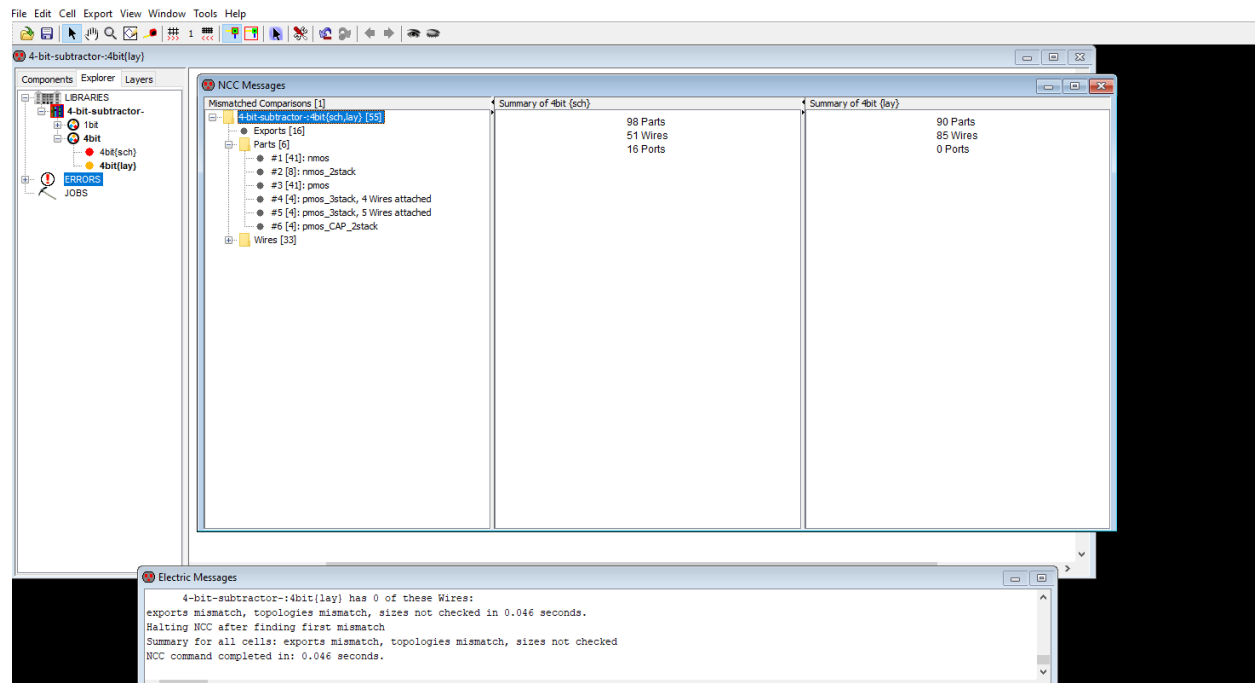 File Edit Cell Export View Window Tools Help
1
4-bit-subtractor-:4bit{lay}
Components Explorer Layers
LIBRARIES
4-bit-subtractor-
1bit
4bit
4bit{sch}
4bit{lay}
ERRORS
JOBS
NCC Messages
Mismatched Comparisons [1]
4-bit-subtractor-:4bit{sch,lay} [55]
Exports [16]
Parts [6]
#1 [41]: nmos
#2 [8]: nmos_2stack
#3 [41]: pmos
#4 [4]: pmos_3stack, 4 Wires attached
#5 [4]: pmos_3stack, 5 Wires attached
#6 [4]: pmos_CAP_2stack
Wires [33]
Summary of 4bit {sch}
98 Parts
51 Wires
16 Ports
Summary of 4bit {lay}
90 Parts
85 Wires
0 Ports
Electric Messages
4-bit-subtractor-:4bit{lay} has 0 of these Wires:
exports mismatch, topologies mismatch, sizes not checked in 0.046 seconds.
Halting NCC after finding first mismatch
Summary for all cells: exports mismatch, topologies mismatch, sizes not checked
NCC command completed in: 0.046 seconds.